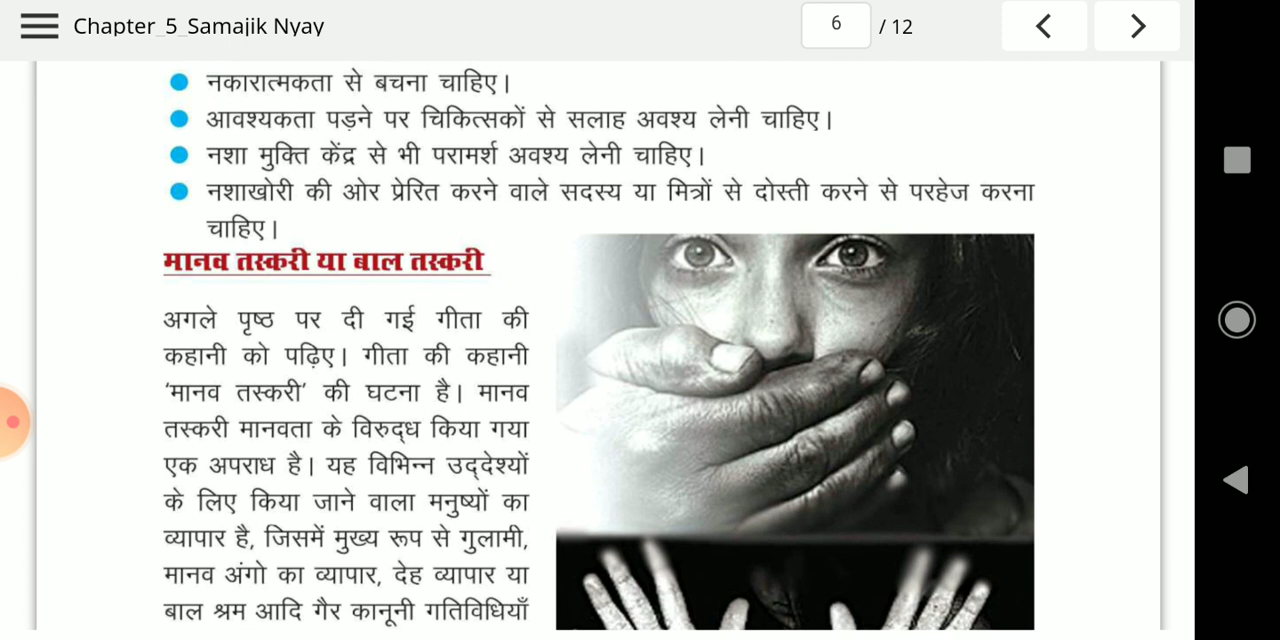 Chapter_5_Samajik Nyay
6 / 12
नकारात्मकता से बचना चाहिए।
आवश्यकता पड़ने पर चिकित्सकों से सलाह अवश्य लेनी चाहिए।
नशा मुक्ति केंद्र से भी परामर्श अवश्य लेनी चाहिए।
नशाखोरी की ओर प्रेरित करने वाले सदस्य या मित्रों से दोस्ती करने से परहेज करना
चाहिए।
मानव तस्करी या बाल तस्करी
अगले पृष्ठ पर दी गई गीता की
कहानी को पढ़िए। गीता की कहानी
‘मानव तस्करी’ की घटना है। मानव
तस्करी मानवता के विरुद्ध किया गया
एक अपराध है। यह विभिन्न उद्देश्यों
के लिए किया जाने वाला मनुष्यों का
व्यापार है, जिसमें मुख्य रूप से गुलामी,
मानव अंगो का व्यापार, देह व्यापार या
बाल श्रम आदि गैर कानूनी गतिविधियाँ